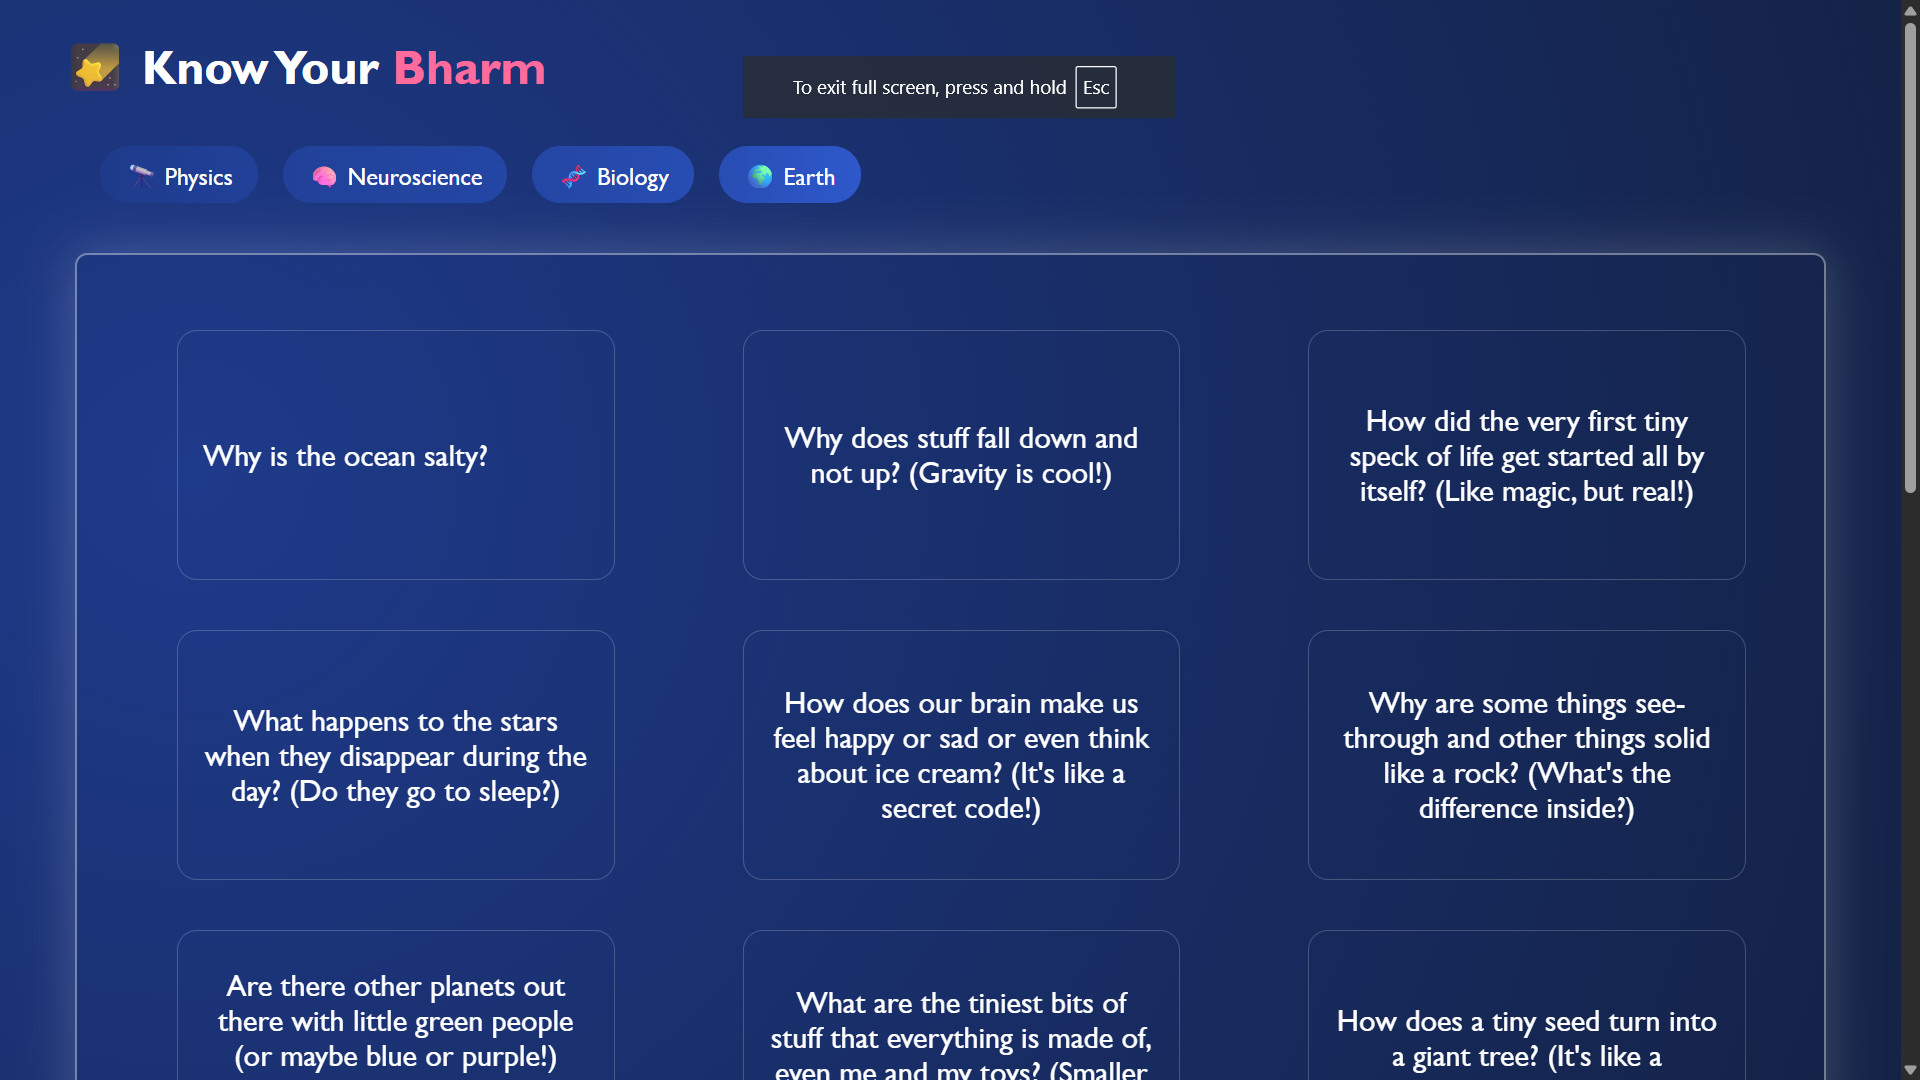 Know Your Bharm
To exit full screen, press and hold Esc
Physics
Neuroscience
Biology
Earth
Why is the ocean salty?
Why does stuff fall down and
not up? (Gravity is cool!)
How did the very first tiny
speck of life get started all by
itself? (Like magic, but real!)
What happens to the stars
when they disappear during the
day? (Do they go to sleep?)
How does our brain make us
feel happy or sad or even think
about ice cream? (It's like a
secret code!)
Why are some things see-
through and other things solid
like a rock? (What's the
difference inside?)
Are there other planets out
there with little green people
(or maybe blue or purple!)
What are the tiniest bits of
stuff that everything is made of,
even me and my toys? (Smaller
How does a tiny seed turn into
a giant tree? (It's like a